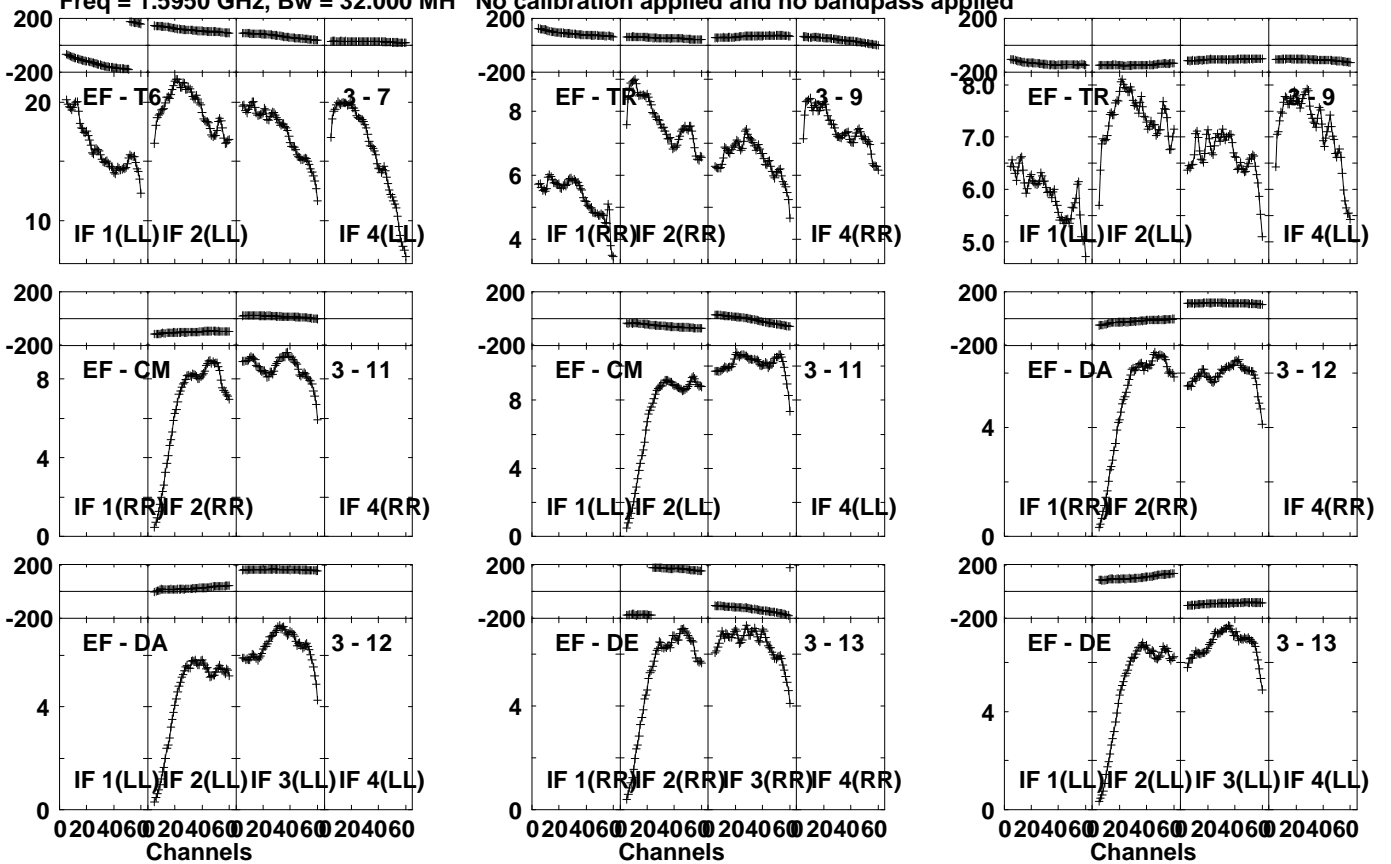 Freq = 1.5950 GHz, Bw = 32.000 MH No calibration applied and no bandpass applied
200
-200
EF - T6
3 - 7
20
10
IF 1(LL) IF 2(LL) IF 4(LL)
200
-200
EF - TR
3 - 9
8
6
4
IF 1(RR) IF 2(RR) IF 4(RR)
200
-200
EF - TR
3 - 9
8.0
7.0
6.0
5.0
IF 1(LL) IF 2(LL) IF 4(LL)
200
-200
EF - CM
3 - 11
8
4
0
IF 1(RR) IF 2(RR) IF 4(RR)
200
-200
EF - CM
3 - 11
8
4
0
IF 1(LL) IF 2(LL) IF 4(LL)
200
-200
EF - DA
3 - 12
4
0
IF 1(RR) IF 2(RR) IF 4(RR)
200
-200
EF - DA
3 - 12
4
0
IF 1(LL) IF 2(LL) IF 3(LL) IF 4(LL)
0 20 40 60 0 20 40 60 0 20 40 60 0 20 40 60
Channels
200
-200
EF - DE
3 - 13
4
0
IF 1(RR) IF 2(RR) IF 3(RR) IF 4(RR)
0 20 40 60 0 20 40 60 0 20 40 60 0 20 40 60
Channels
200
-200
EF - DE
3 - 13
4
0
IF 1(LL) IF 2(LL) IF 3(LL) IF 4(LL)
0 20 40 60 0 20 40 60 0 20 40 60 0 20 40 60
Channels